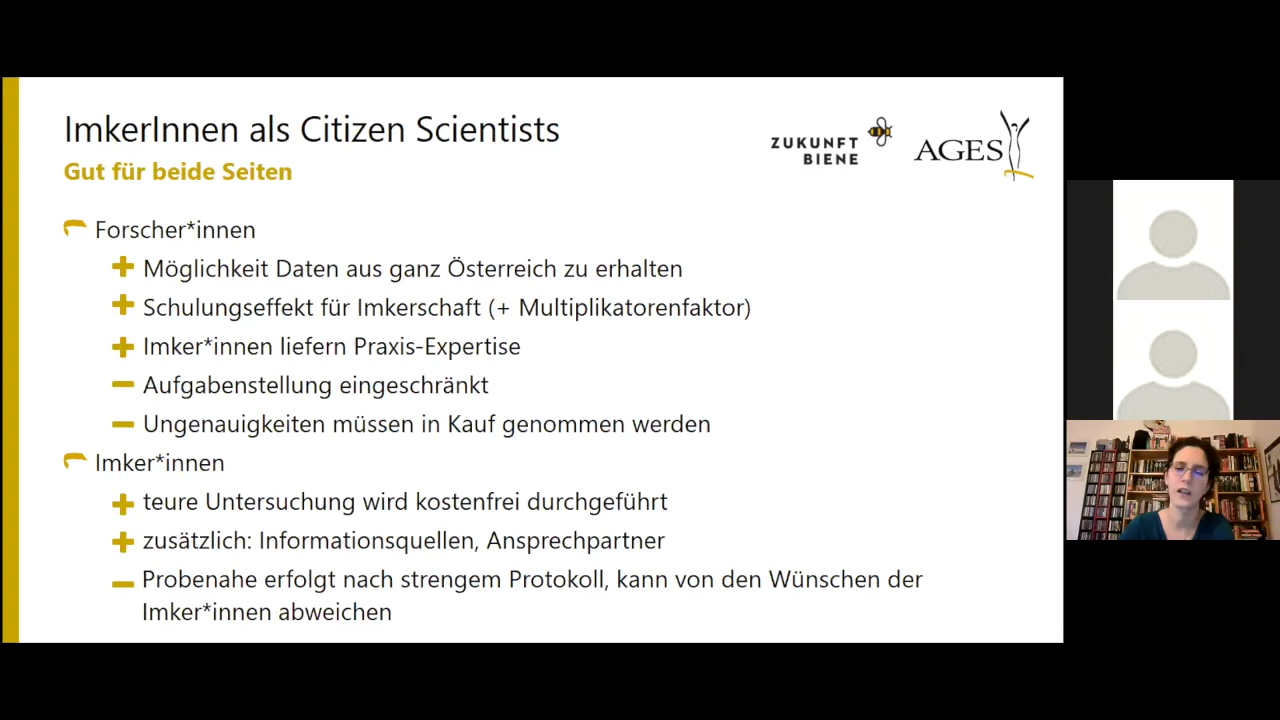 ImkerInnen als Citizen Scientists
Gut für beide Seiten
ZUKUNFT
BIENE
AGES
Forscher*innen
+ Möglichkeit Daten aus ganz Österreich zu erhalten
+ Schulungseffekt für Imkerschaft (+ Multiplikatorenfaktor)
+ Imker*innen liefern Praxis-Expertise
− Aufgabenstellung eingeschränkt
− Ungenauigkeiten müssen in Kauf genommen werden
Imker*innen
+ teure Untersuchung wird kostenfrei durchgeführt
+ zusätzlich: Informationsquellen, Ansprechpartner
− Probenahe erfolgt nach strengem Protokoll, kann von den Wünschen der
Imker*innen abweichen